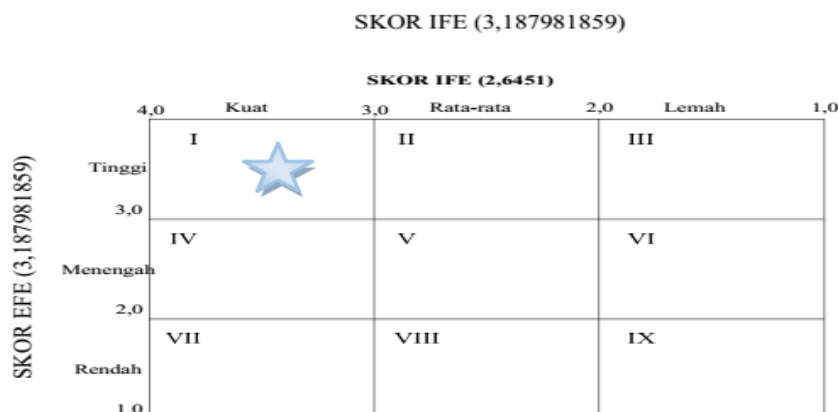 SKOR IFE (3,187981859)
SKOR IFE (2,6451)
4,0 Kuat 3,0 Rata-rata 2,0 Lemah 1,0
I II III
Tinggi
3,0
SKOR EFE (3,187981859)
IV V VI
Menengah
2,0
VII VIII IX
Rendah
1,0